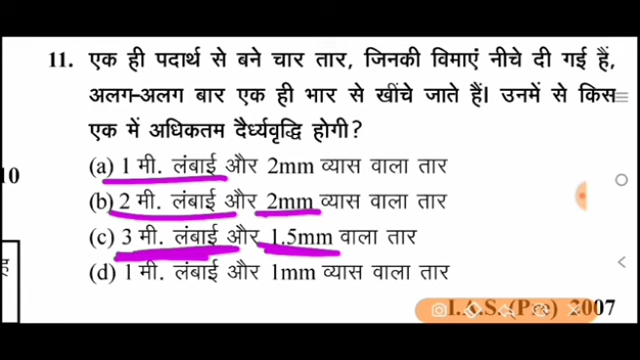 11. एक ही पदार्थ से बने चार तार, जिनकी विमाएं नीचे दी गई हैं,
अलग-अलग बार एक ही भार से खींचे जाते हैं। उनमें से किस
एक में अधिकतम दैर्ध्यवृद्धि होगी?
(a) 1 मी. लंबाई और 2mm व्यास वाला तार
10
(b) 2 मी. लंबाई और 2mm व्यास वाला तार
(c) 3 मी. लंबाई और 1.5mm वाला तार
(d) 1 मी. लंबाई और 1mm व्यास वाला तार
I.A.S. (Pre) 2007